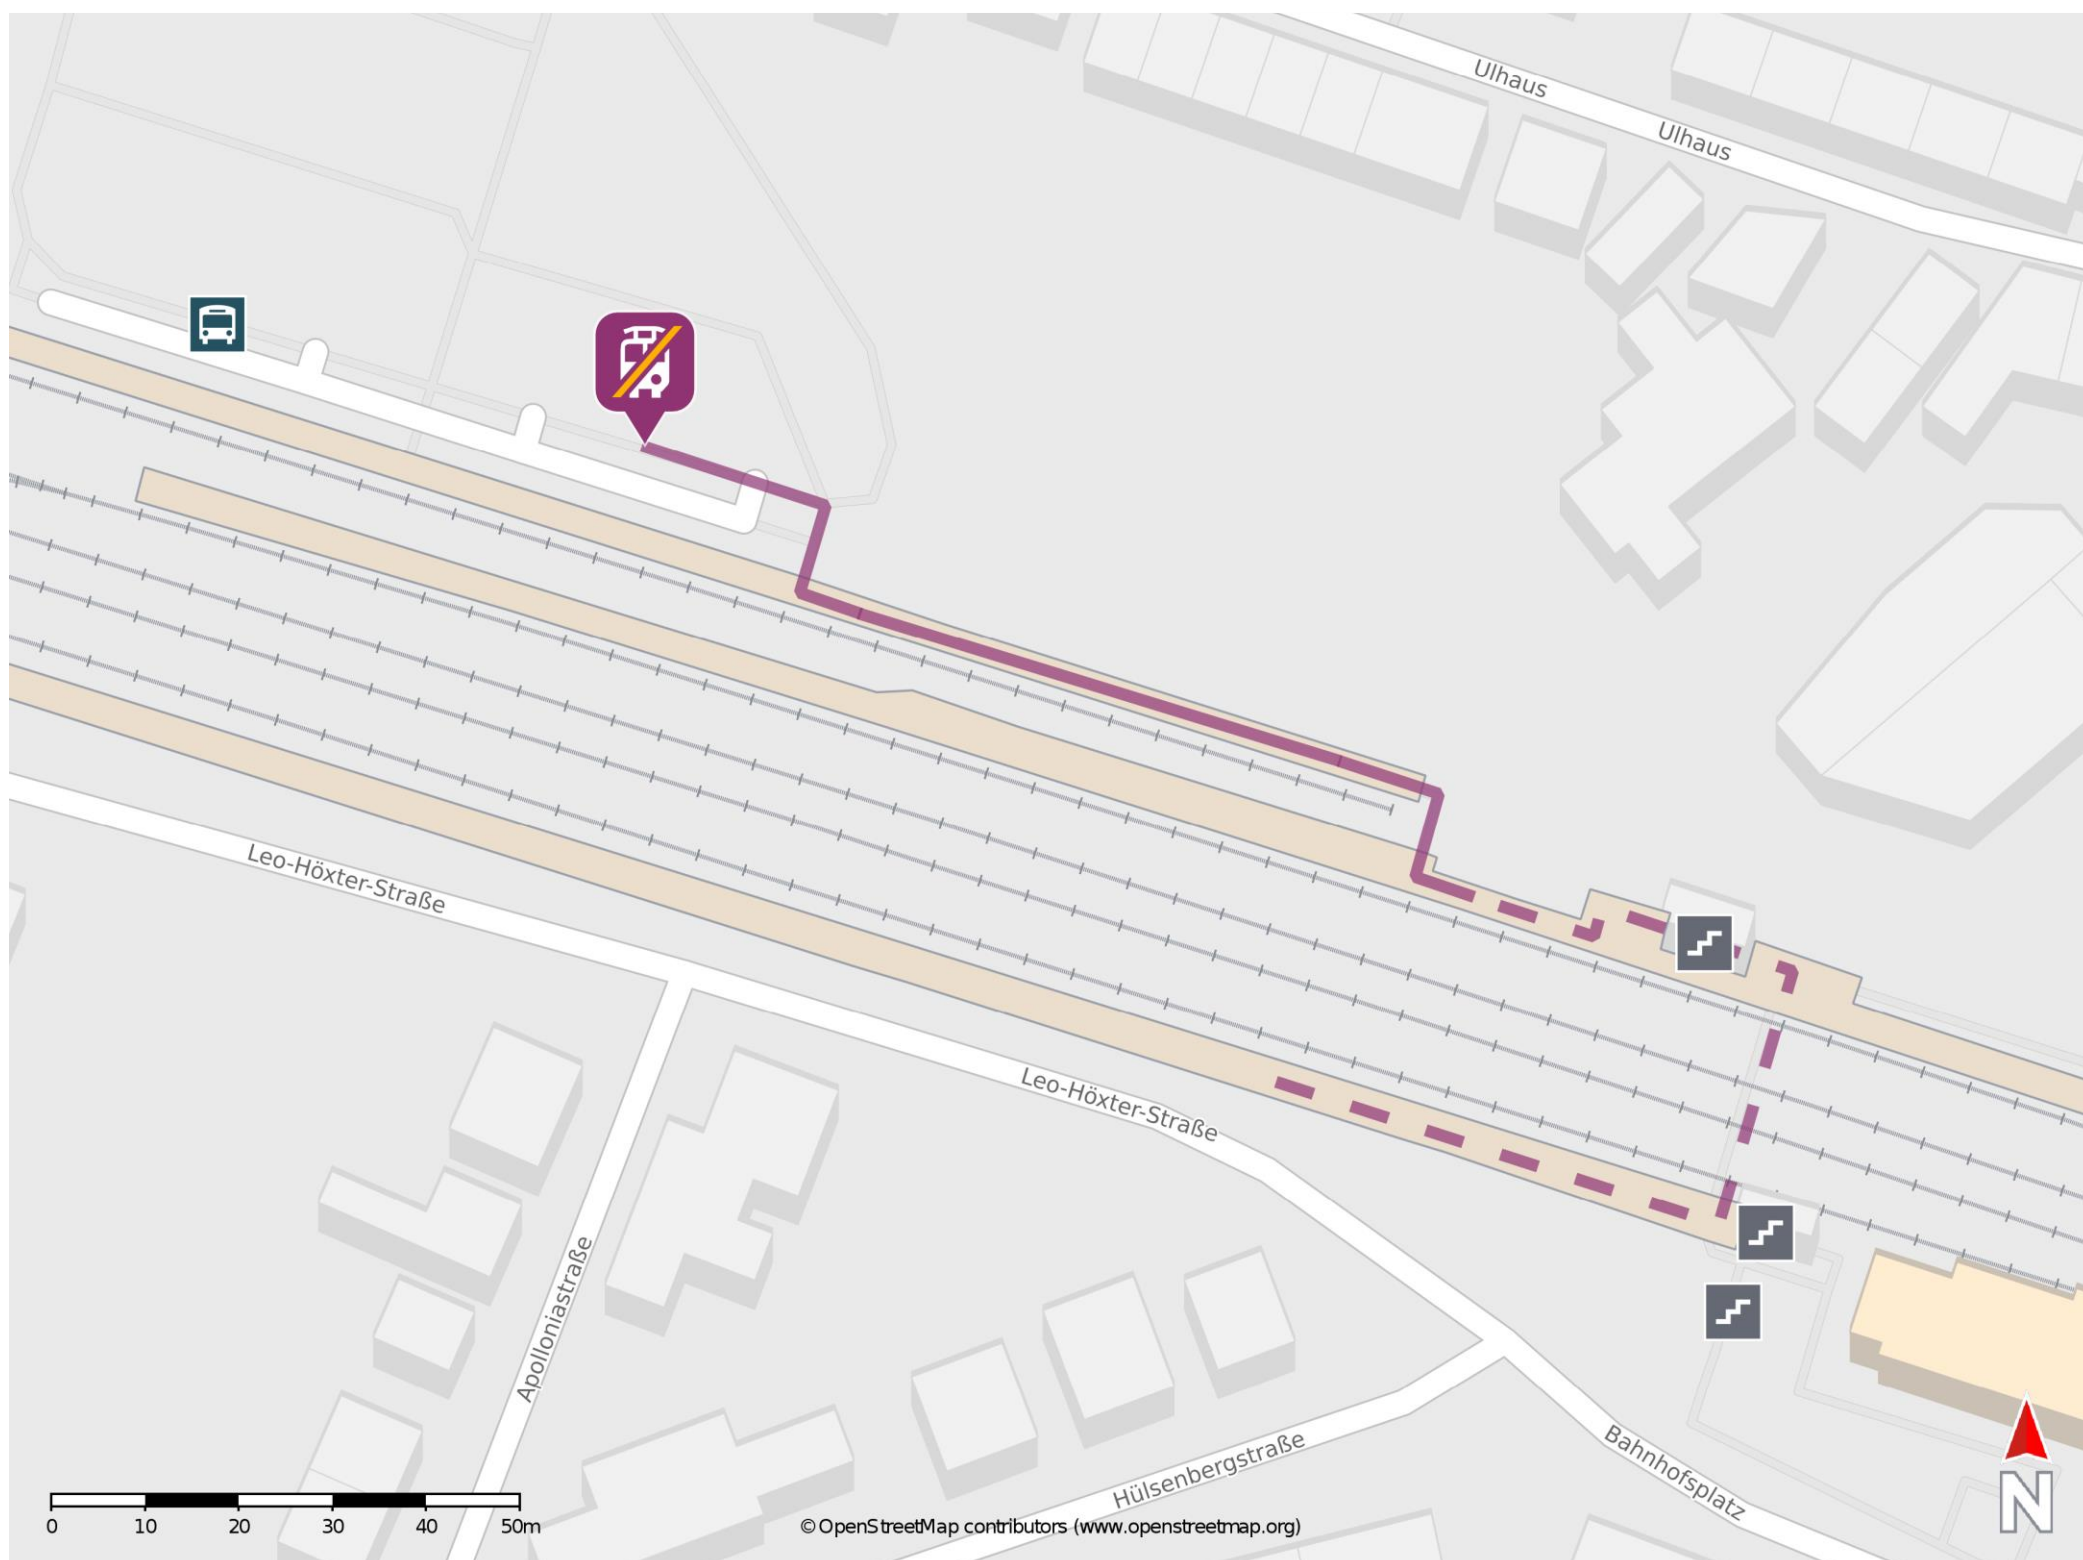 Ulhaus
Ulhaus
Leo-Höxter-Straße
Leo-Höxter-Straße
Apolloniastraße
Hülsenbergstraße
Bahnhofsplatz
N
0 10 20 30 40 50m
© OpenStreetMap contributors (www.openstreetmap.org)